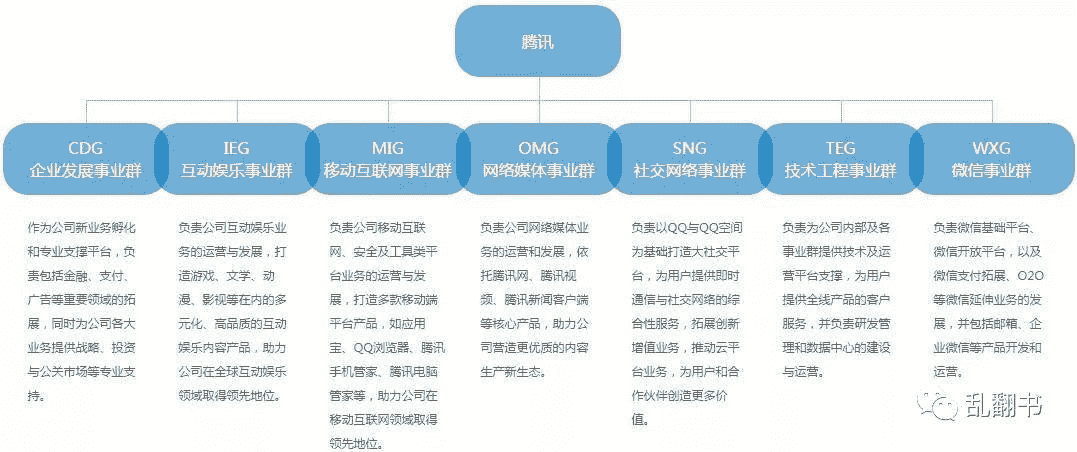 腾讯
CDG
企业发展事业群
IEG
互动娱乐事业群
MIG
移动互联网事业群
OMG
网络媒体事业群
SNG
社交网络事业群
TEG
技术工程事业群
WXG
微信事业群
作为公司新业务孵化
和专业支撑平台，负
责包括金融、支付、
广告等重要领域的拓
展，同时为公司各大
业务提供战略、投资
与公关市场等专业支
持。
负责公司互动娱乐业
务的运营与发展，打
造游戏、文学、动
漫、影视等在内的多
元化、高品质的互动
娱乐内容产品，助力
公司在全球互动娱乐
领域取得领先地位。
负责公司移动互联
网、安全及工具类平
台业务的运营与发
展，打造多款移动端
平台产品，如应用
宝、QQ浏览器、腾讯
手机管家、腾讯电脑
管家等，助力公司在
移动互联网领域取得
领先地位。
负责公司网络媒体业
务的运营和发展，依
托腾讯网、腾讯视
频、腾讯新闻客户端
等核心产品，助力公
司营造更优质的内容
生产新生态。
负责以QQ与QQ空间
为基础打造大社交平
台，为用户提供即时
通信与社交网络的综
合性服务，拓展创新
增值业务，推动云平
台业务，为用户和合
作伙伴创造更多价
值。
负责为公司内部及各
事业群提供技术及运
营平台支撑，为用户
提供全线产品的客户
服务，并负责研发管
理和数据中心的建设
与运营。
负责微信基础平台、
微信开放平台，以及
微信支付拓展、O2O
等微信延伸业务的发
展，并包括邮箱、企
业微信等产品开发和
运营。
乱翻书